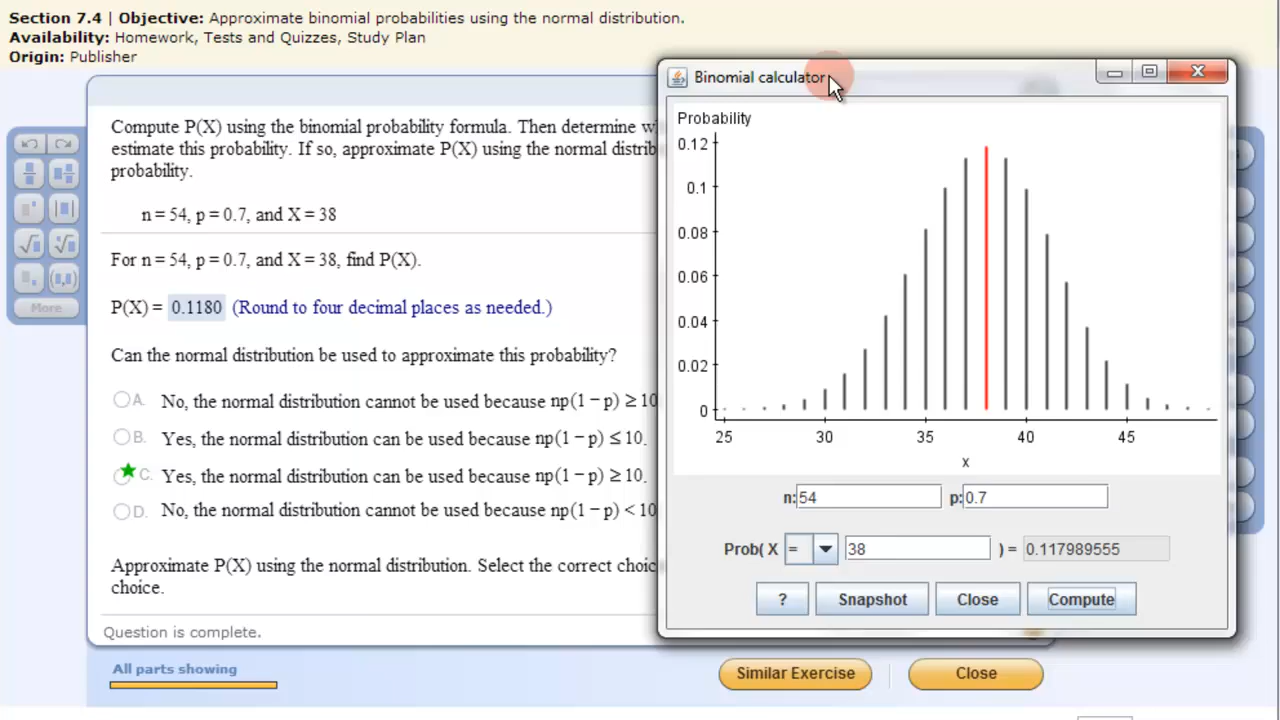 Section 7.4 | Objective: Approximate binomial probabilities using the normal distribution.
Availability: Homework, Tests and Quizzes, Study Plan
Origin: Publisher
Compute P(X) using the binomial probability formula. Then determine w
estimate this probability. If so, approximate P(X) using the normal distrib
probability.
n = 54, p = 0.7, and X = 38
For n = 54, p = 0.7, and X = 38, find P(X).
P(X) = 0.1180 (Round to four decimal places as needed.)
Can the normal distribution be used to approximate this probability?
A. No, the normal distribution cannot be used because np(1 − p) ≥ 10
B. Yes, the normal distribution can be used because np(1 − p) ≤ 10.
C. Yes, the normal distribution can be used because np(1 − p) ≥ 10.
D. No, the normal distribution cannot be used because np(1 − p) < 10
Approximate P(X) using the normal distribution. Select the correct choic
choice.
Question is complete.
All parts showing
Similar Exercise
Close
More
Binomial calculator
Probability
0.12
0.1
0.08
0.06
0.04
0.02
0
25 30 35 40 45
x
n: 54 p: 0.7
Prob( X = 38 ) = 0.117989555
? Snapshot Close Compute